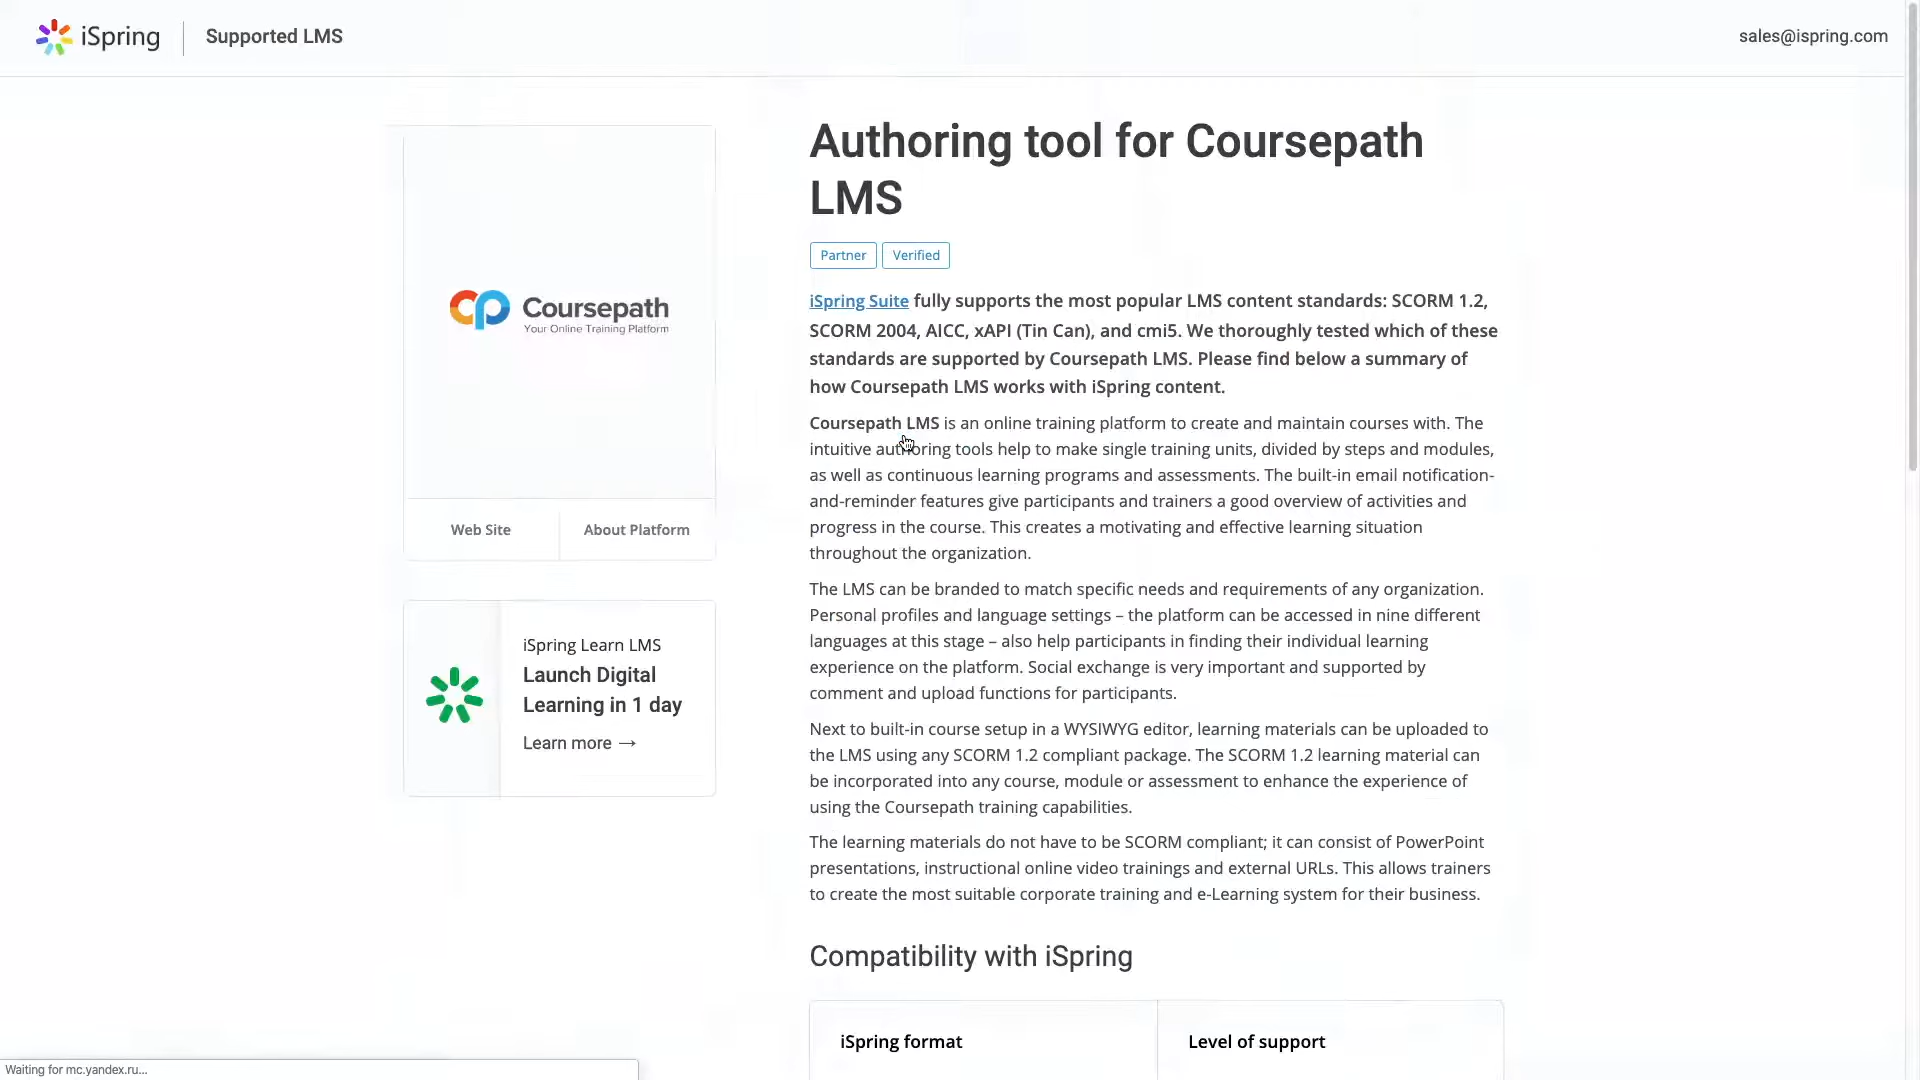 iSpring
Supported LMS
sales@ispring.com
Coursepath
Your Online Training Platform
Web Site
About Platform
iSpring Learn LMS
Launch Digital
Learning in 1 day
Learn more →
Authoring tool for Coursepath
LMS
Partner
Verified
iSpring Suite fully supports the most popular LMS content standards: SCORM 1.2,
SCORM 2004, AICC, xAPI (Tin Can), and cmi5. We thoroughly tested which of these
standards are supported by Coursepath LMS. Please find below a summary of
how Coursepath LMS works with iSpring content.
Coursepath LMS is an online training platform to create and maintain courses with. The
intuitive authoring tools help to make single training units, divided by steps and modules,
as well as continuous learning programs and assessments. The built-in email notification-
and-reminder features give participants and trainers a good overview of activities and
progress in the course. This creates a motivating and effective learning situation
throughout the organization.
The LMS can be branded to match specific needs and requirements of any organization.
Personal profiles and language settings – the platform can be accessed in nine different
languages at this stage – also help participants in finding their individual learning
experience on the platform. Social exchange is very important and supported by
comment and upload functions for participants.
Next to built-in course setup in a WYSIWYG editor, learning materials can be uploaded to
the LMS using any SCORM 1.2 compliant package. The SCORM 1.2 learning material can
be incorporated into any course, module or assessment to enhance the experience of
using the Coursepath training capabilities.
The learning materials do not have to be SCORM compliant; it can consist of PowerPoint
presentations, instructional online video trainings and external URLs. This allows trainers
to create the most suitable corporate training and e-Learning system for their business.
Compatibility with iSpring
iSpring format
Level of support
Waiting for mc.yandex.ru...